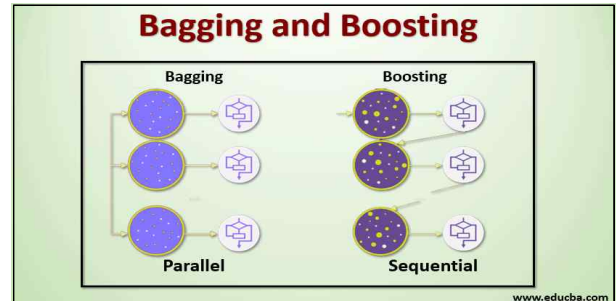 Bagging and Boosting
Bagging
Boosting
Parallel
Sequential
www.educba.com